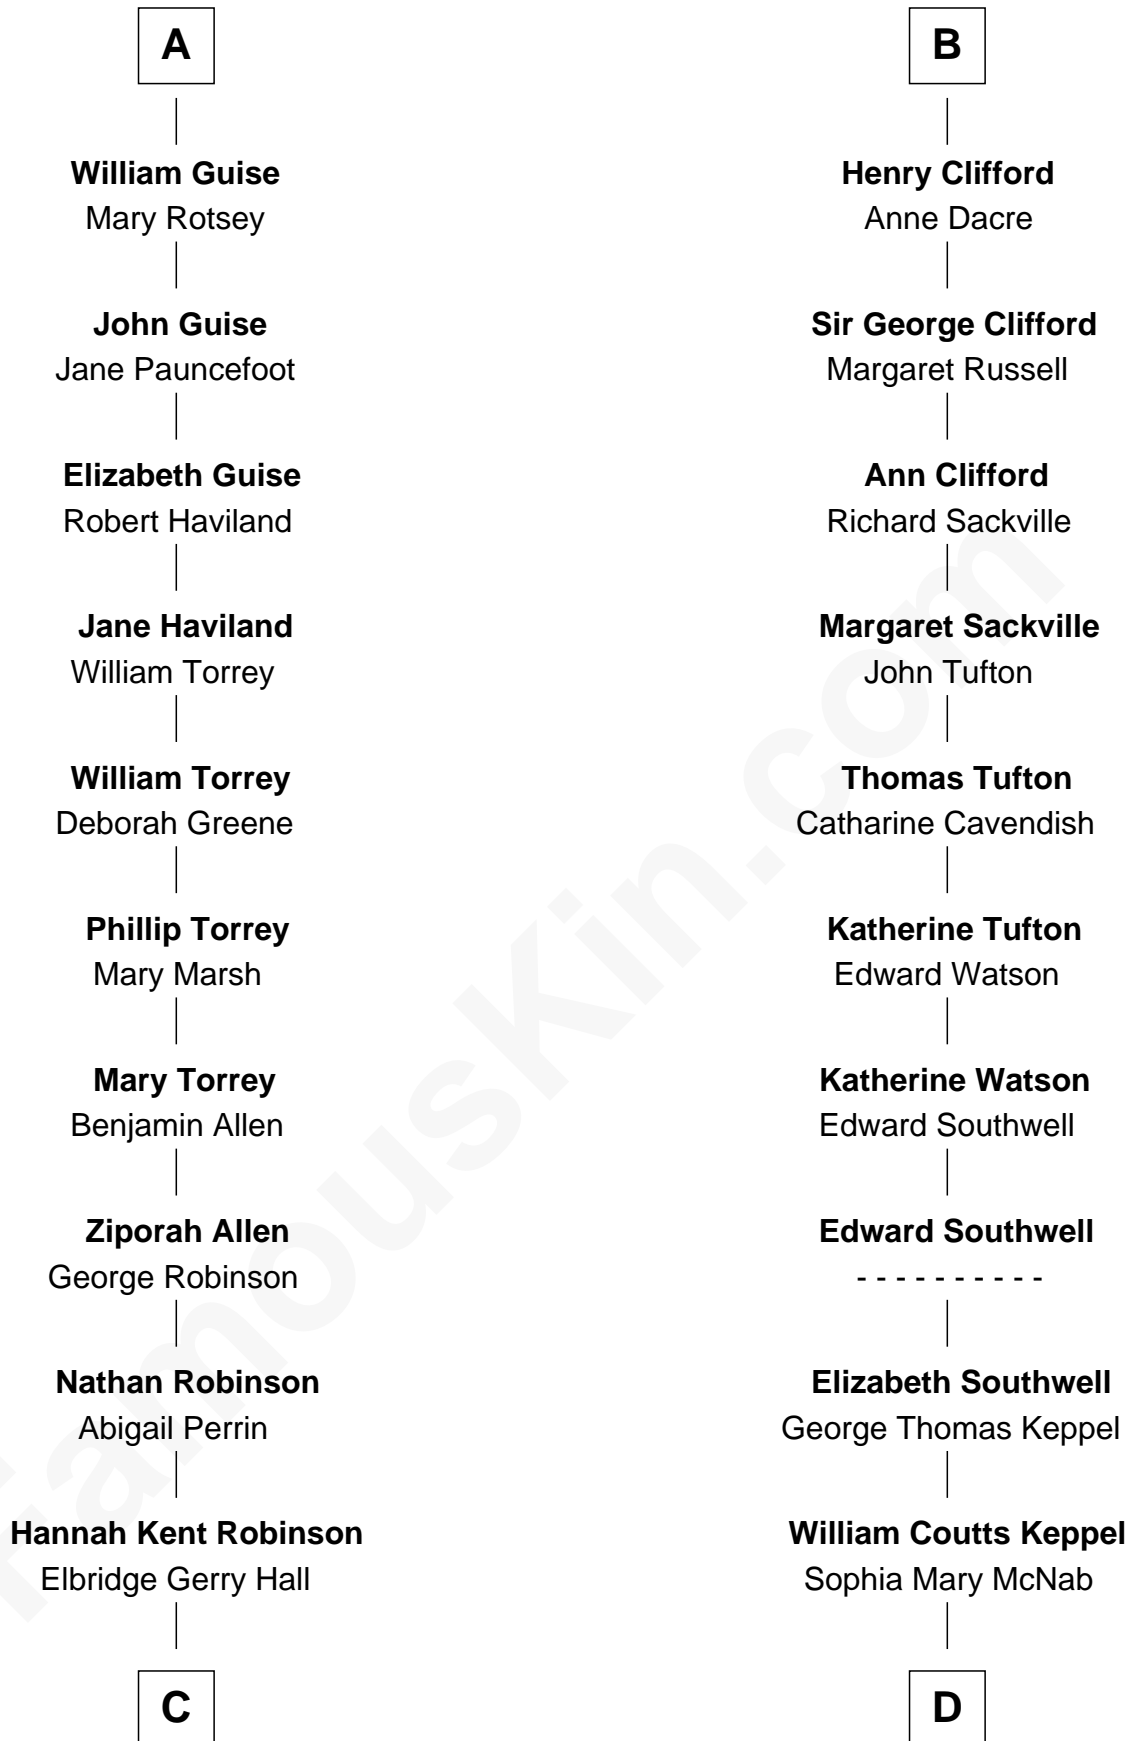 A
William Guise
Mary Rotsey
John Guise
Jane Pauncefoot
Elizabeth Guise
Robert Haviland
Jane Haviland
William Torrey
William Torrey
Deborah Greene
Phillip Torrey
Mary Marsh
Mary Torrey
Benjamin Allen
Ziporah Allen
George Robinson
Nathan Robinson
Abigail Perrin
Hannah Kent Robinson
Elbridge Gerry Hall
C
B
Henry Clifford
Anne Dacre
Sir George Clifford
Margaret Russell
Ann Clifford
Richard Sackville
Margaret Sackville
John Tufton
Thomas Tufton
Catharine Cavendish
Katherine Tufton
Edward Watson
Katherine Watson
Edward Southwell
Edward Southwell
- - - - - - - - - -
Elizabeth Southwell
George Thomas Keppel
William Coutts Keppel
Sophia Mary McNab
D
famouskin.com